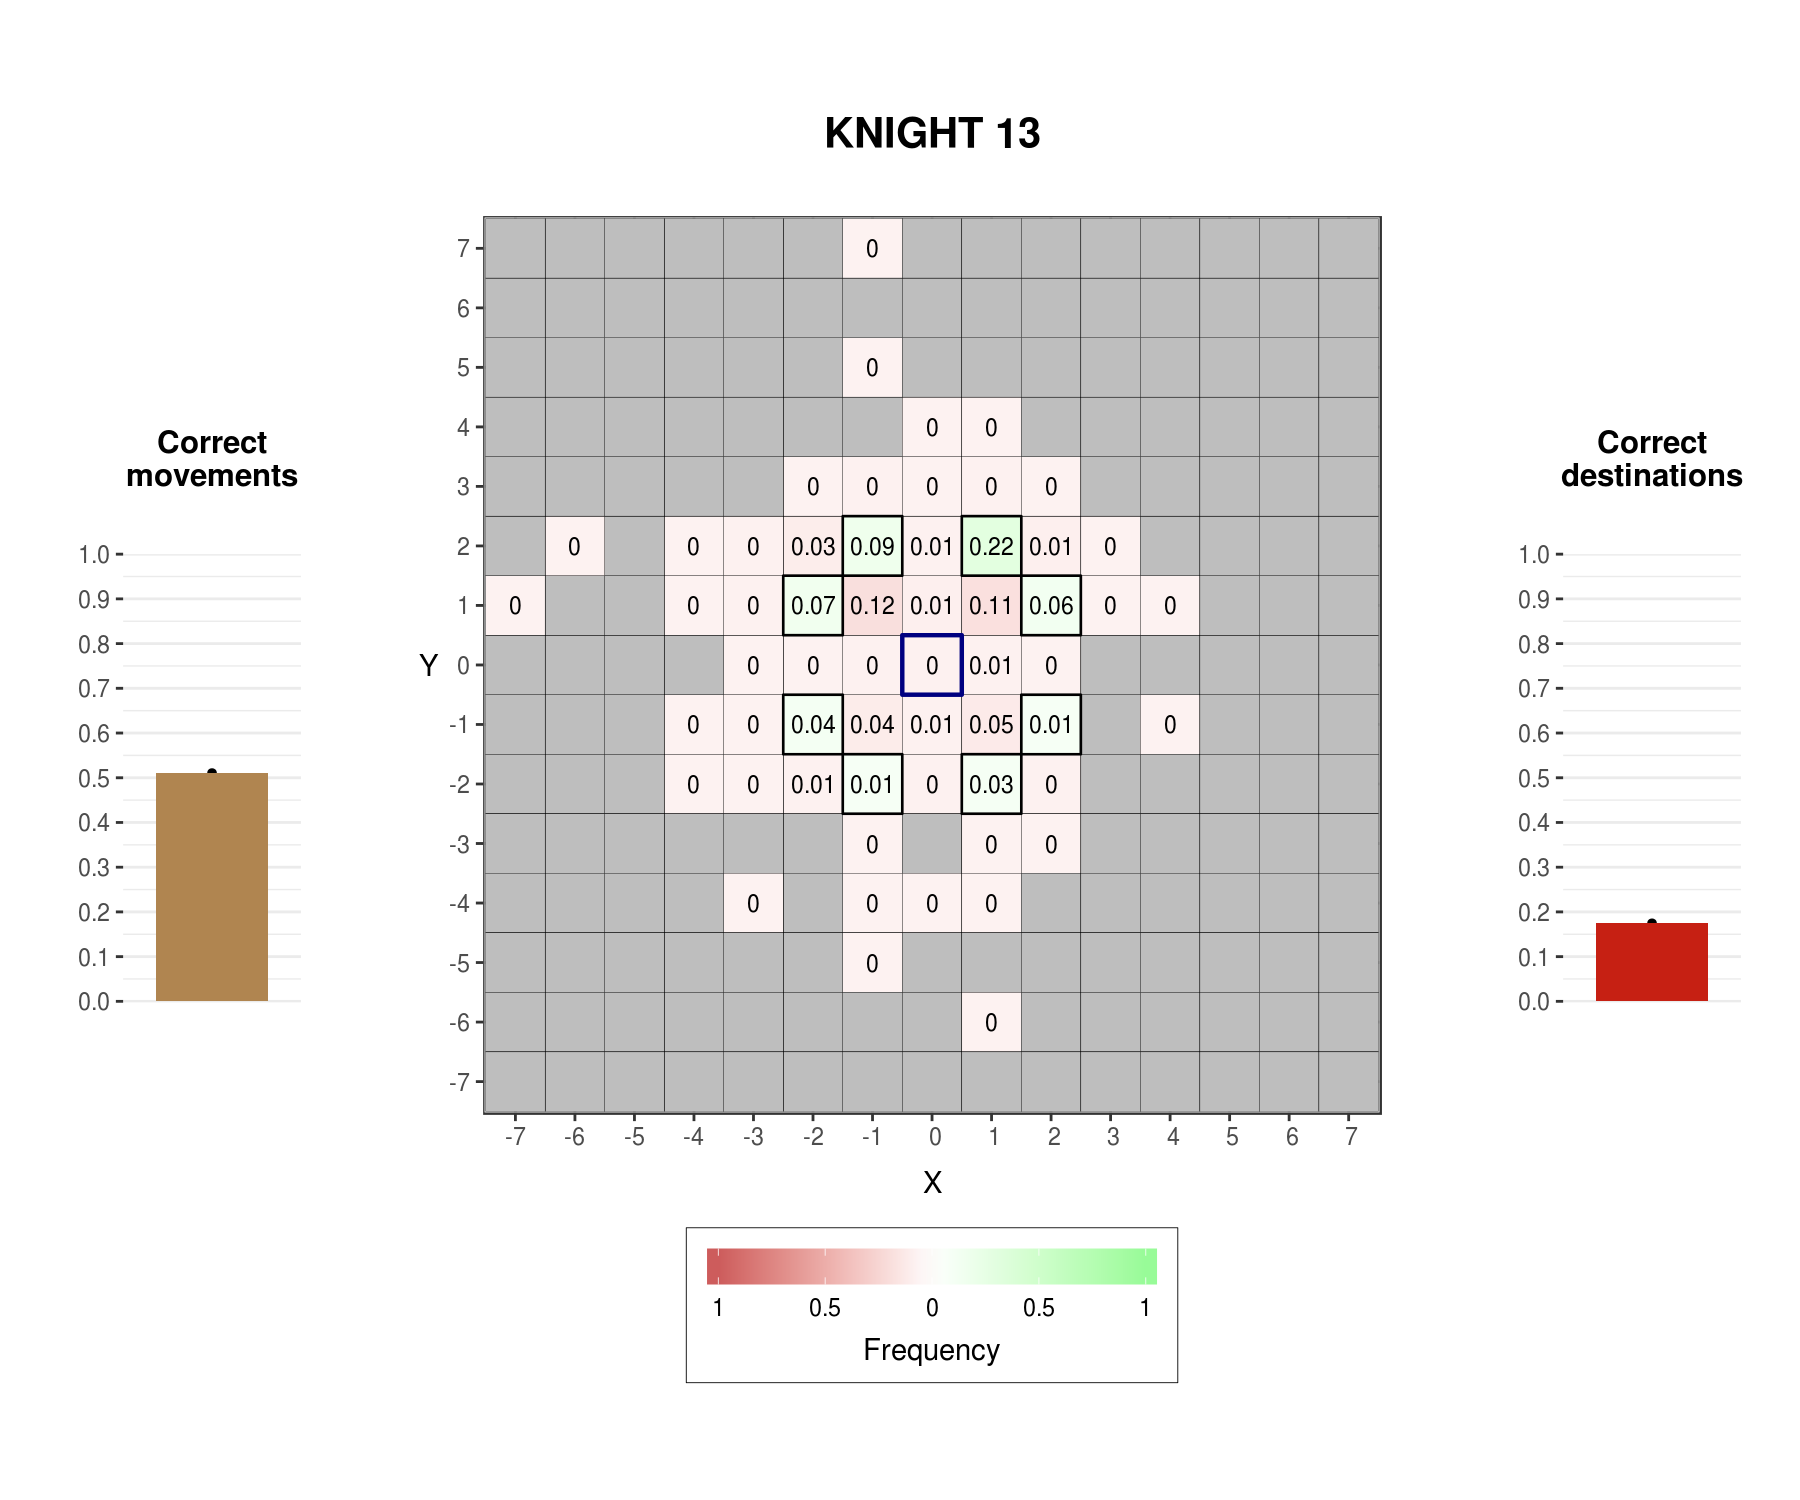 KNIGHT 13
Correct
movements
1.0
0.9
0.8
0.7
0.6
0.5
0.4
0.3
0.2
0.1
0.0
Y
7 0
6
5 0
4 0 0
3 0 0 0 0 0
2 0 0 0 0.03 0.09 0.01 0.22 0.01 0
1 0 0 0 0.07 0.12 0.01 0.11 0.06 0 0
0 0 0 0 0 0.01 0
-1 0 0 0.04 0.04 0.01 0.05 0.01 0
-2 0 0 0.01 0.01 0 0.03 0
-3 0 0 0
-4 0 0 0 0
-5 0
-6 0
-7
-7 -6 -5 -4 -3 -2 -1 0 1 2 3 4 5 6 7
X
1 0.5 0 0.5 1
Frequency
Correct
destinations
1.0
0.9
0.8
0.7
0.6
0.5
0.4
0.3
0.2
0.1
0.0